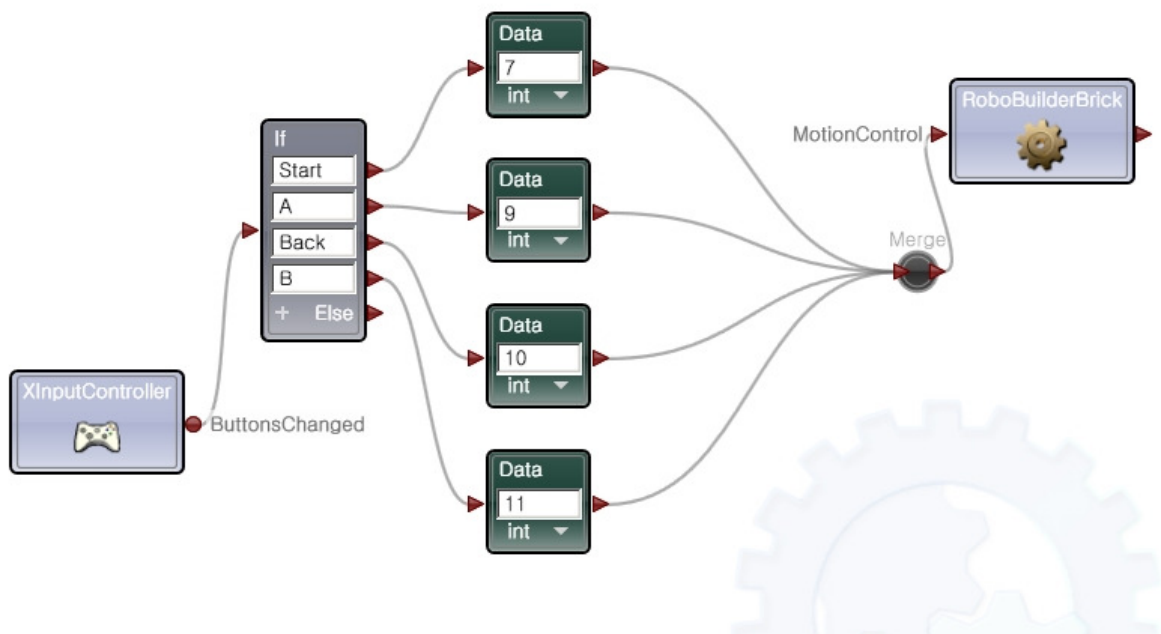 XInputController
ButtonsChanged
If
Start
A
Back
B
+ Else
Data
7
int
Data
9
int
Data
10
int
Data
11
int
Merge
MotionControl
RoboBuilderBrick